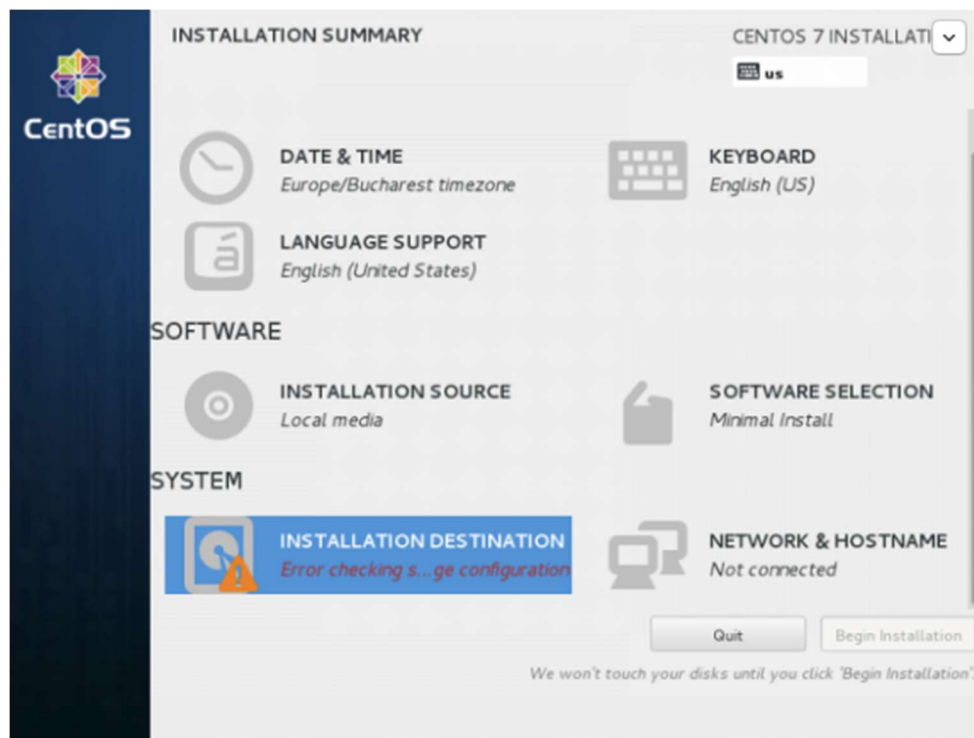 INSTALLATION SUMMARY
CENTOS 7 INSTALLATI
us
CentOS
DATE & TIME
Europe/Bucharest timezone
KEYBOARD
English (US)
á
LANGUAGE SUPPORT
English (United States)
SOFTWARE
INSTALLATION SOURCE
Local media
SOFTWARE SELECTION
Minimal Install
SYSTEM
INSTALLATION DESTINATION
Error checking s...ge configuration
NETWORK & HOSTNAME
Not connected
Quit
Begin Installation
We won't touch your disks until you click 'Begin Installation'.